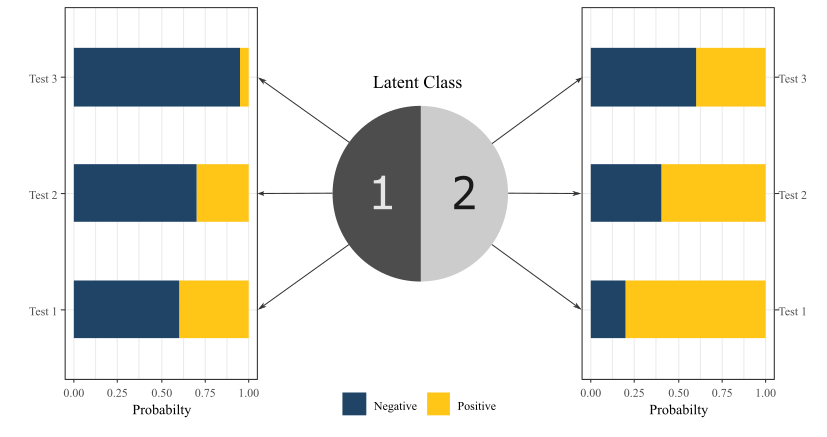 Latent Class
Test 3
Test 2
Test 1
0.00 0.25 0.50 0.75 1.00
Probabilty
1 2
Negative Positive
Test 3
Test 2
Test 1
0.00 0.25 0.50 0.75 1.00
Probabilty